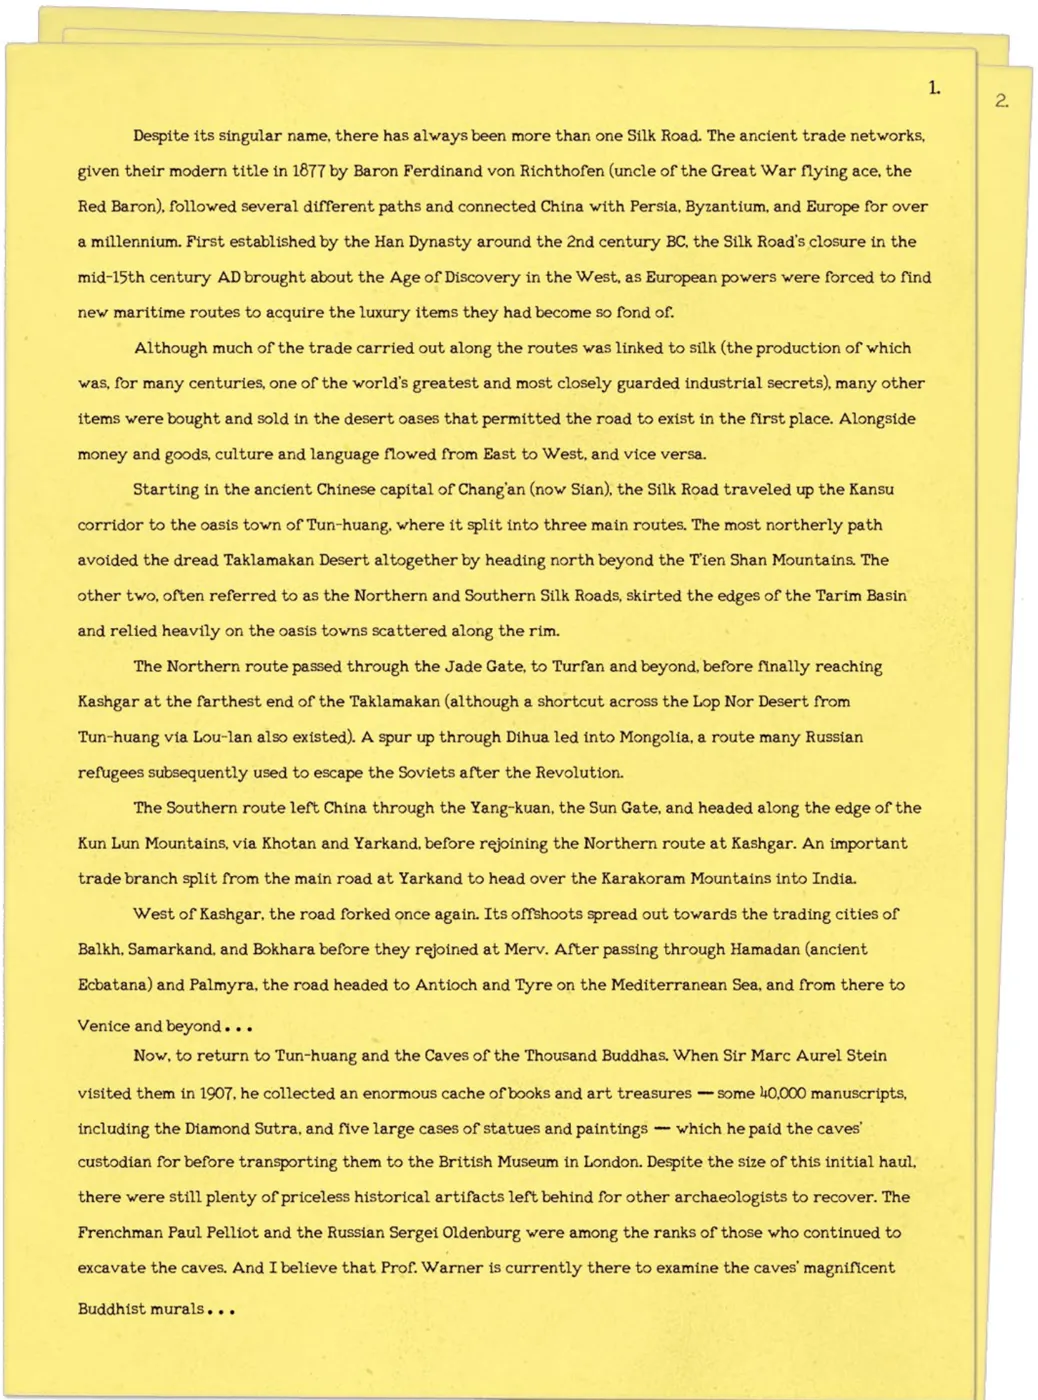 1.
2.
Despite its singular name, there has always been more than one Silk Road. The ancient trade networks,
given their modern title in 1877 by Baron Ferdinand von Richthofen (uncle of the Great War flying ace, the
Red Baron), followed several different paths and connected China with Persia, Byzantium, and Europe for over
a millennium. First established by the Han Dynasty around the 2nd century BC, the Silk Road's closure in the
mid-15th century AD brought about the Age of Discovery in the West, as European powers were forced to find
new maritime routes to acquire the luxury items they had become so fond of.
Although much of the trade carried out along the routes was linked to silk (the production of which
was, for many centuries, one of the world's greatest and most closely guarded industrial secrets), many other
items were bought and sold in the desert oases that permitted the road to exist in the first place. Alongside
money and goods, culture and language flowed from East to West, and vice versa.
Starting in the ancient Chinese capital of Chang'an (now Sian), the Silk Road traveled up the Kansu
corridor to the oasis town of Tun-huang, where it split into three main routes. The most northerly path
avoided the dread Taklamakan Desert altogether by heading north beyond the T'ien Shan Mountains. The
other two, often referred to as the Northern and Southern Silk Roads, skirted the edges of the Tarim Basin
and relied heavily on the oasis towns scattered along the rim.
The Northern route passed through the Jade Gate, to Turfan and beyond, before finally reaching
Kashgar at the farthest end of the Taklamakan (although a shortcut across the Lop Nor Desert from
Tun-huang via Lou-lan also existed). A spur up through Dihua led into Mongolia, a route many Russian
refugees subsequently used to escape the Soviets after the Revolution.
The Southern route left China through the Yang-kuan, the Sun Gate, and headed along the edge of the
Kun Lun Mountains, via Khotan and Yarkand, before rejoining the Northern route at Kashgar. An important
trade branch split from the main road at Yarkand to head over the Karakoram Mountains into India.
West of Kashgar, the road forked once again. Its offshoots spread out towards the trading cities of
Balkh, Samarkand, and Bokhara before they rejoined at Merv. After passing through Hamadan (ancient
Ecbatana) and Palmyra, the road headed to Antioch and Tyre on the Mediterranean Sea, and from there to
Venice and beyond...
Now, to return to Tun-huang and the Caves of the Thousand Buddhas. When Sir Marc Aurel Stein
visited them in 1907, he collected an enormous cache of books and art treasures — some 40,000 manuscripts,
including the Diamond Sutra, and five large cases of statues and paintings — which he paid the caves'
custodian for before transporting them to the British Museum in London. Despite the size of this initial haul,
there were still plenty of priceless historical artifacts left behind for other archaeologists to recover. The
Frenchman Paul Pelliot and the Russian Sergei Oldenburg were among the ranks of those who continued to
excavate the caves. And I believe that Prof. Warner is currently there to examine the caves' magnificent
Buddhist murals...